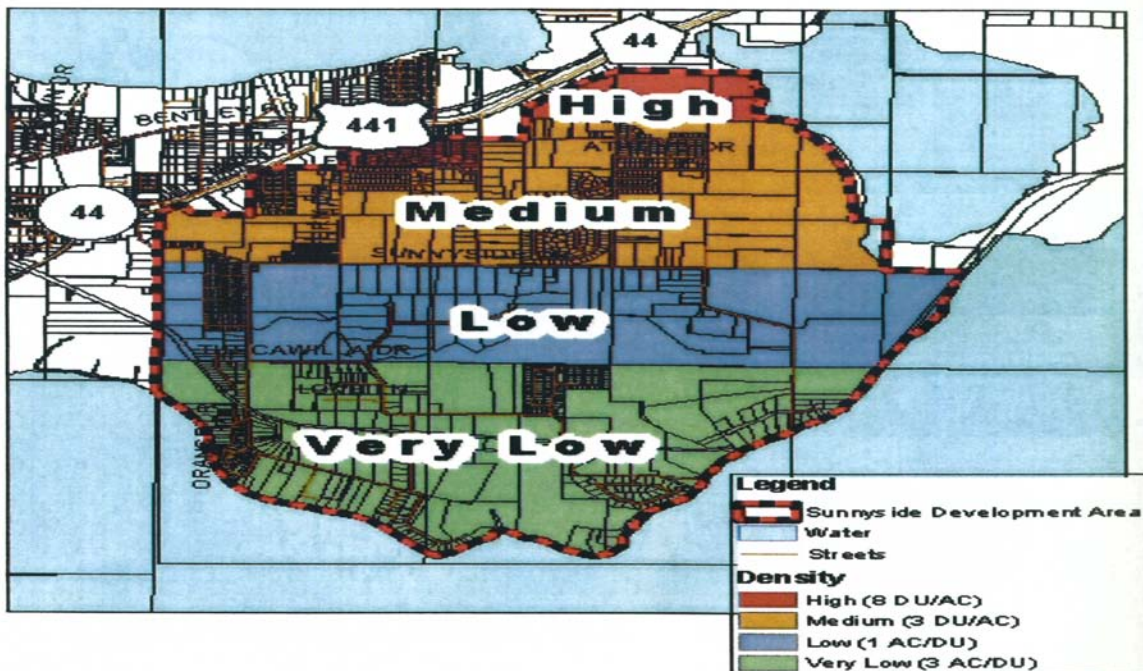 44
High
BENTLEY RD
441
44
Medium
SUNNYSIDE
Low
Very Low
Legend
Sunnyside Development Area
Water
Streets
Density
High (8 DU/AC)
Medium (3 DU/AC)
Low (1 AC/DU)
Very Low (3 AC/DU)